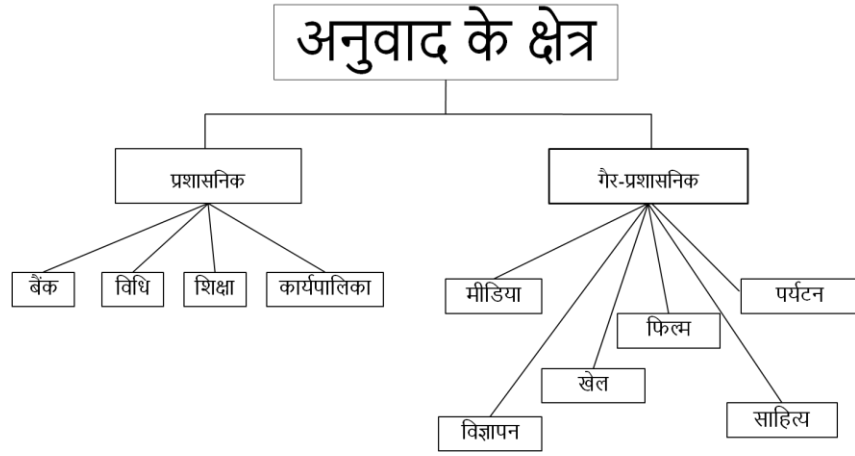 अनुवाद के क्षेत्र
प्रशासनिक
गैर-प्रशासनिक
बैंक
विधि
शिक्षा
कार्यपालिका
मीडिया
पर्यटन
फिल्म
खेल
साहित्य
विज्ञापन